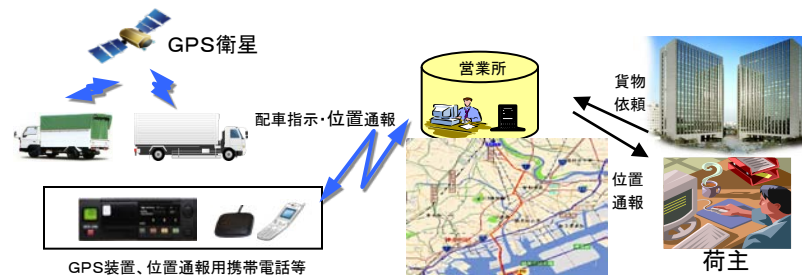 GPS衛星
営業所
貨物
依頼
配車指示・位置通報
位置
通報
荷主
GPS装置、位置通報用携帯電話等